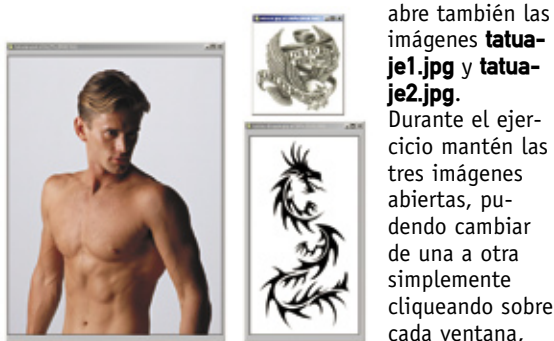 abre también las
imágenes tatua-
je1.jpg y tatua-
je2.jpg.
Durante el ejer-
cicio mantén las
tres imágenes
abiertas, pu-
dendo cambiar
de una a otra
simplemente
cliqueando sobre
cada ventana,